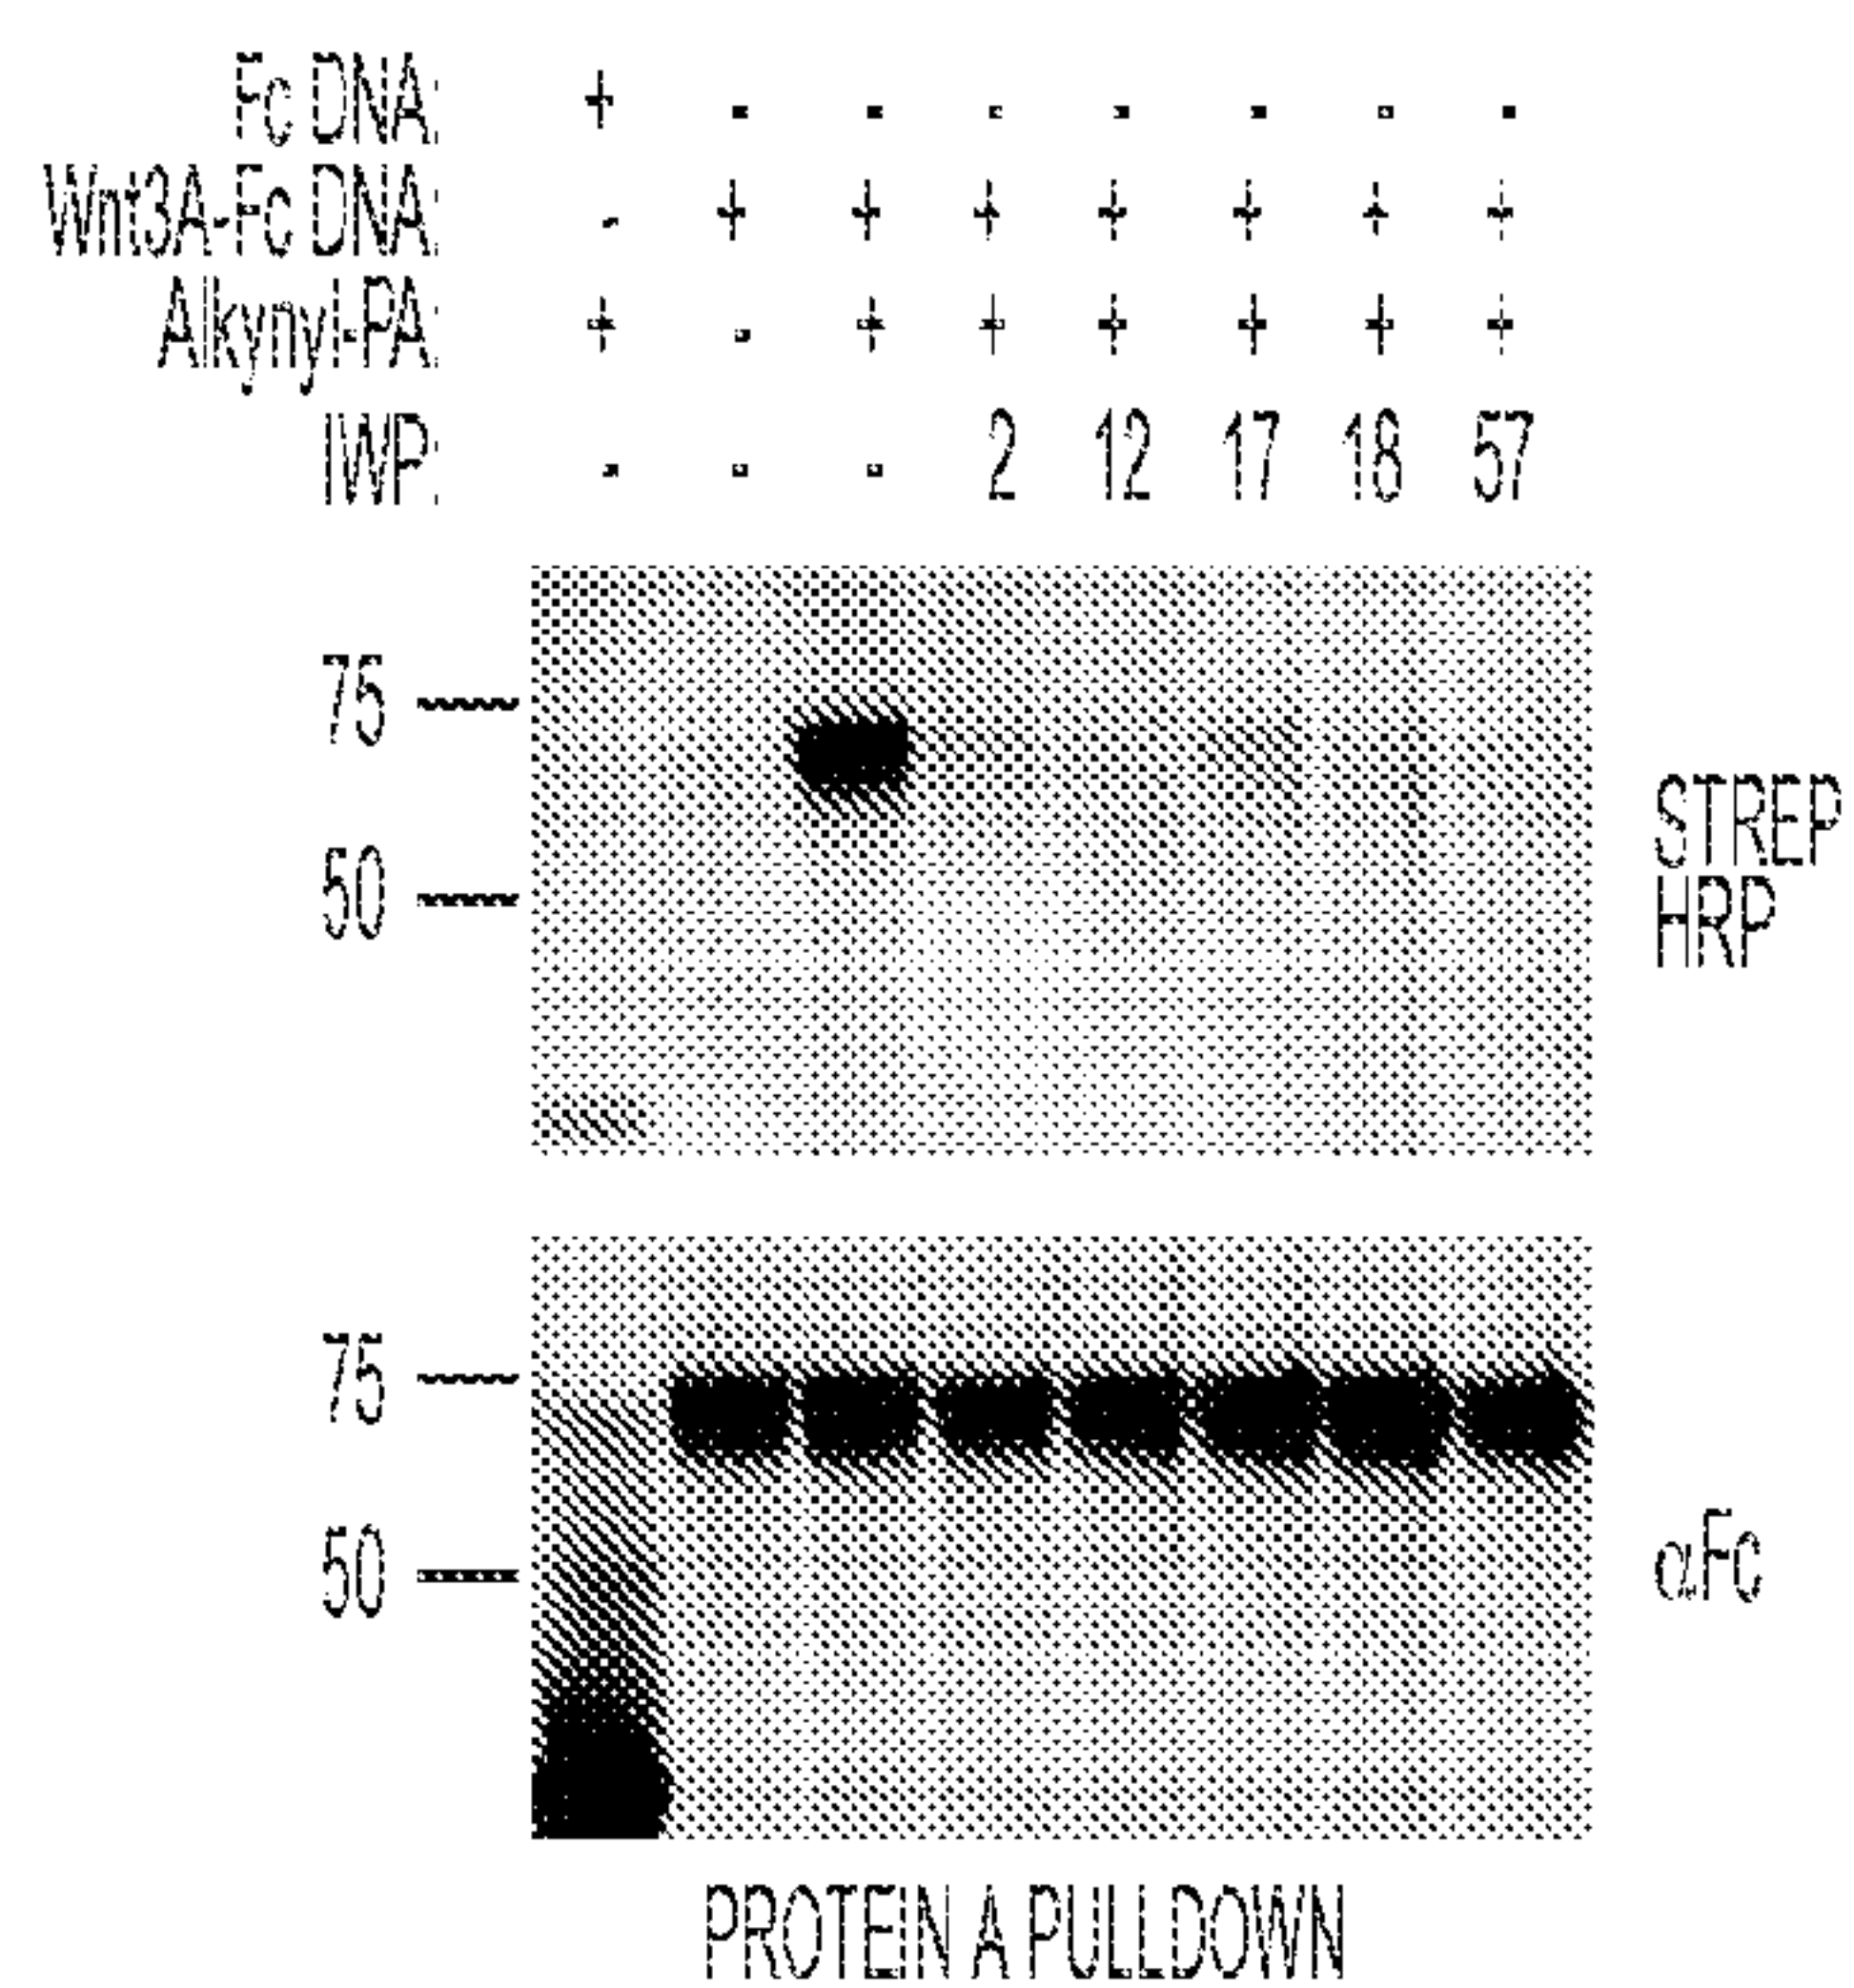 Fc DNA: + - - - - - - -
Wnt3A-Fc DNA: - + + + + + + +
Alkynyl-PA: + - + + + + + +
IWP: - - - 2 12 17 18 57
75
50
STREP
HRP
75
50
αFc
PROTEIN A PULLDOWN